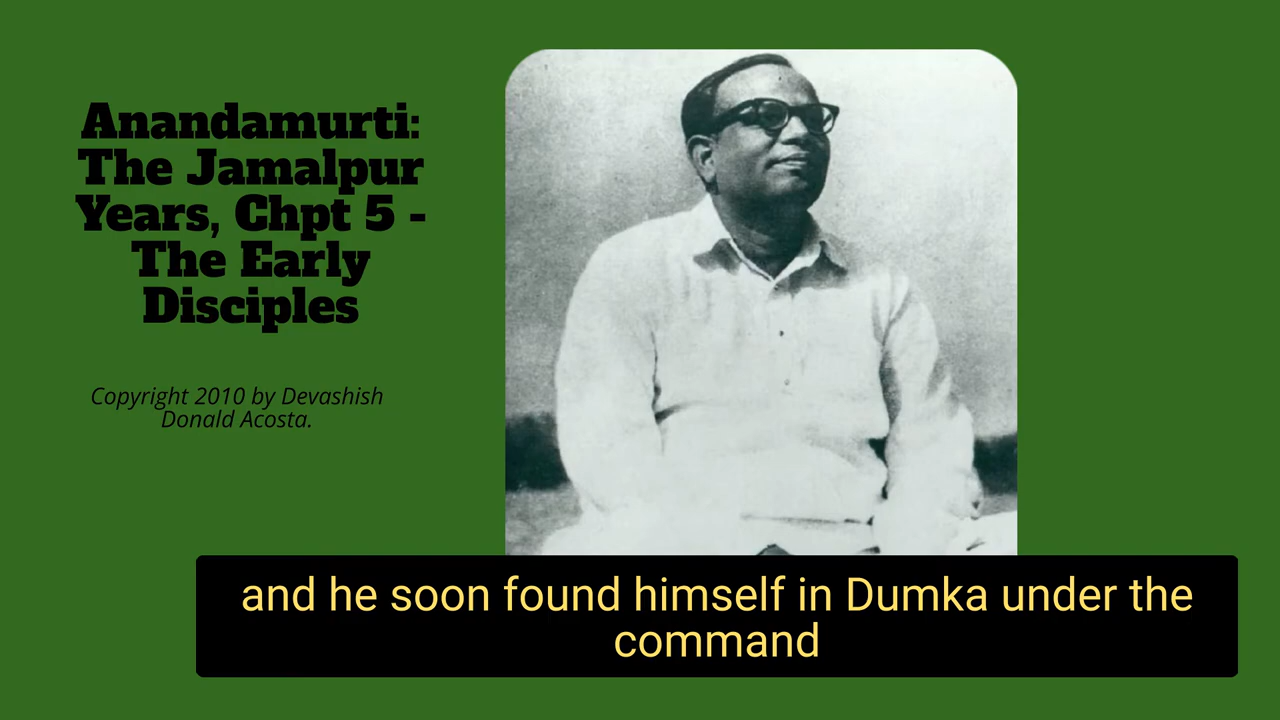 Anandamurti:
The Jamalpur
Years, Chpt 5 -
The Early
Disciples
Copyright 2010 by Devashish
Donald Acosta.
and he soon found himself in Dumka under the
command